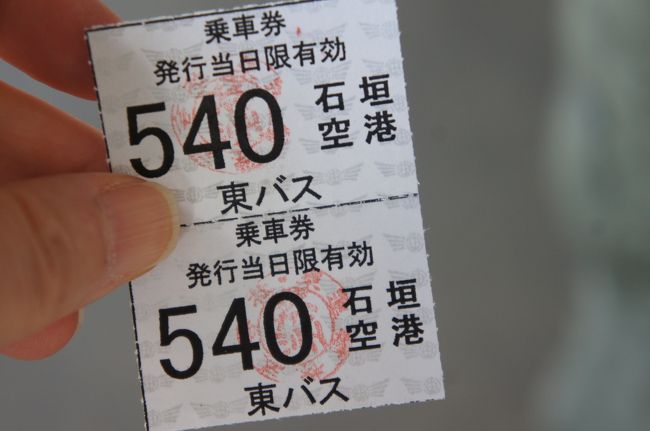 乗車券
発行当日限有効
540 石垣
空港
東バス
乗車券
発行当日限有効
540 石垣
空港
東バス